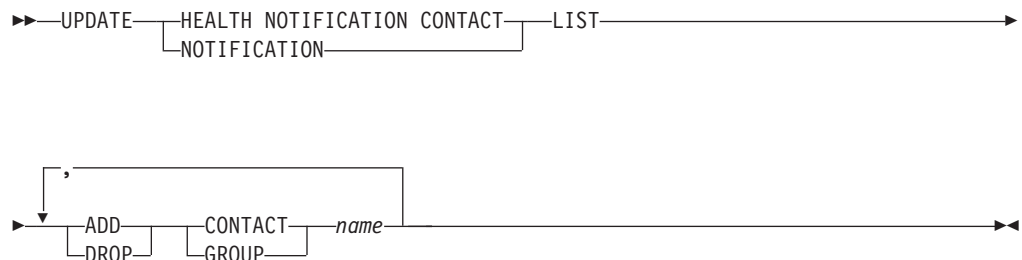 UPDATE HEALTH NOTIFICATION CONTACT LIST
NOTIFICATION
,
ADD CONTACT name
DROP GROUP